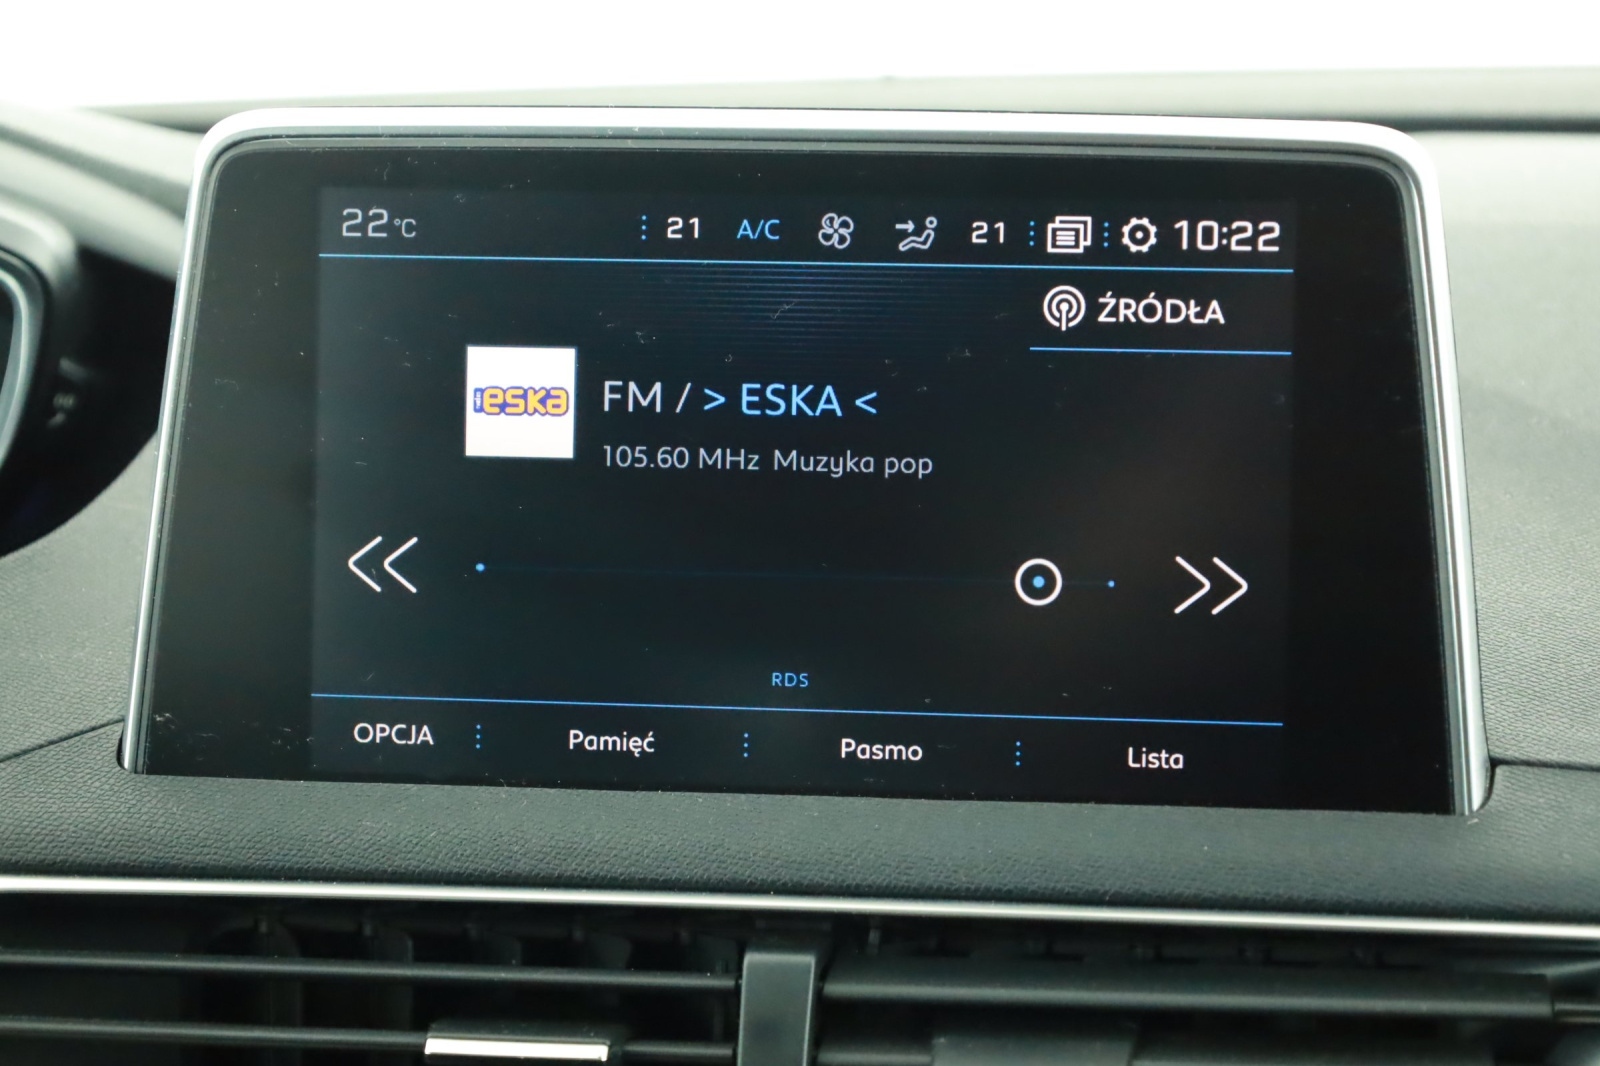 22°C 21 A/C 21 10:22
ŹRÓDŁA
eska
FM / > ESKA <
105.60 MHz Muzyka pop
RDS
OPCJA Pamięć Pasmo Lista